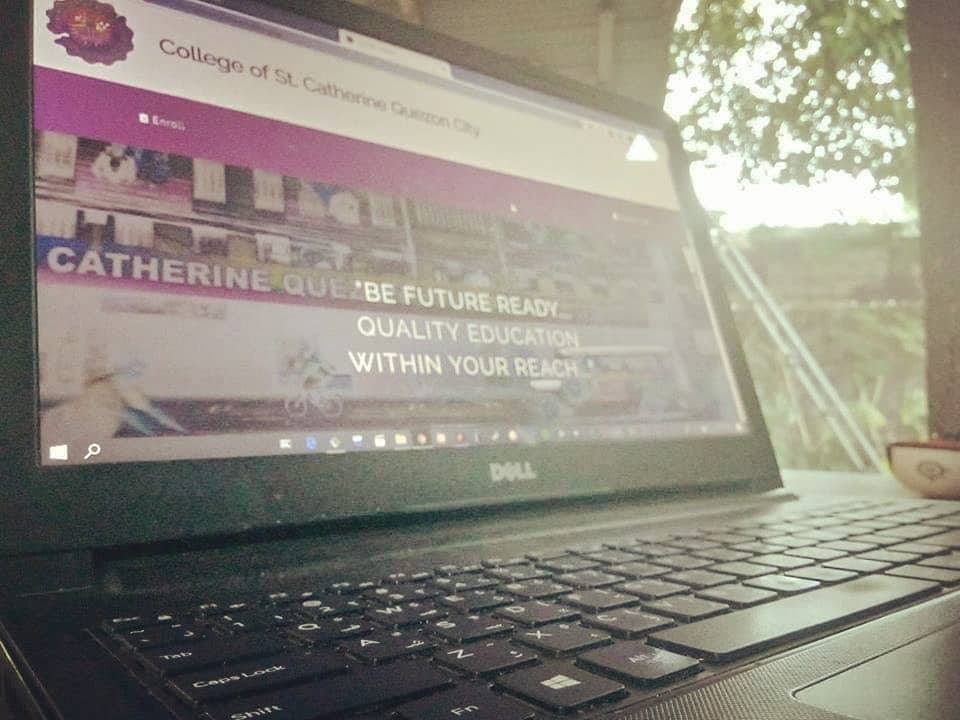 College of St. Catherine Quezon City
Enroll
CATHERINE QUEZ
"BE FUTURE READY
QUALITY EDUCATION
WITHIN YOUR REACH
DELL
Q W
Tab
A S D
Caps Lock
Z X C
Shift
Fn
Alt